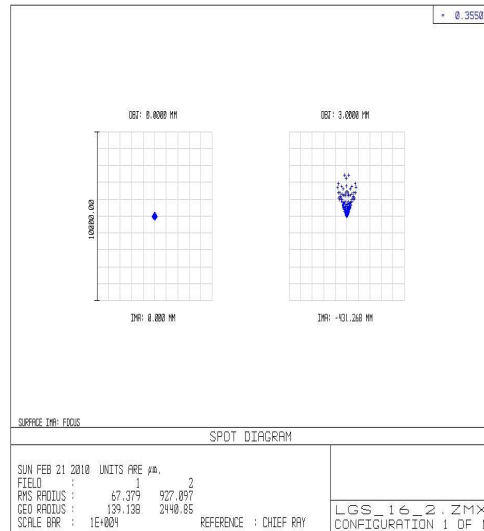 + 0.3550
OBJ: 0.0000 MM
OBJ: 3.0000 MM
10000.00
IMA: 0.000 MM
IMA: -431.268 MM
SURFACE IMA: FOCUS
SPOT DIAGRAM
SUN FEB 21 2010 UNITS ARE µm.
FIELD : 1 2
RMS RADIUS : 67.379 927.097
GEO RADIUS : 139.138 2440.85
SCALE BAR : 1E+004 REFERENCE : CHIEF RAY
LGS_16_2.ZMX
CONFIGURATION 1 OF